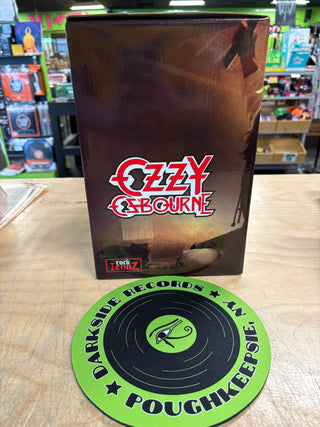 OZZY
OSBOURNE
rock
Iconz
DARKSIDE RECORDS ★ NY
★ POUGHKEEPSIE,